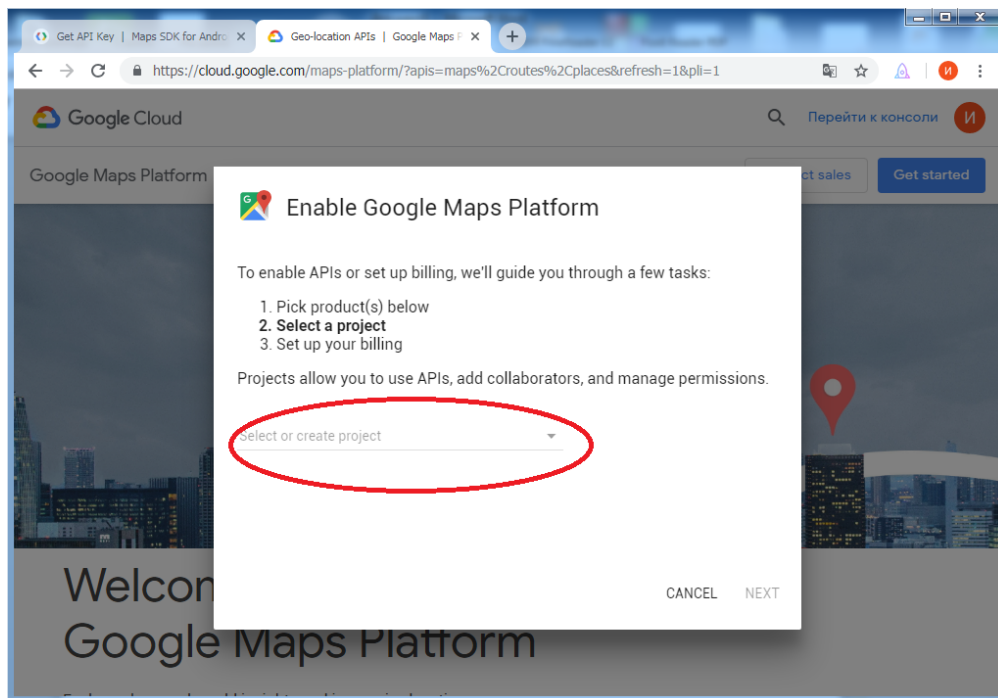 Get API Key | Maps SDK for Andro
Geo-location APIs | Google Maps P
https://cloud.google.com/maps-platform/?apis=maps%2Croutes%2Cplaces&refresh=1&pli=1
И
Google Cloud
Перейти к консоли
И
Google Maps Platform
ct sales
Get started
G
Enable Google Maps Platform
To enable APIs or set up billing, we'll guide you through a few tasks:
1. Pick product(s) below
2. Select a project
3. Set up your billing
Projects allow you to use APIs, add collaborators, and manage permissions.
Select or create project
CANCEL
NEXT
Welcom
Google Maps Platform